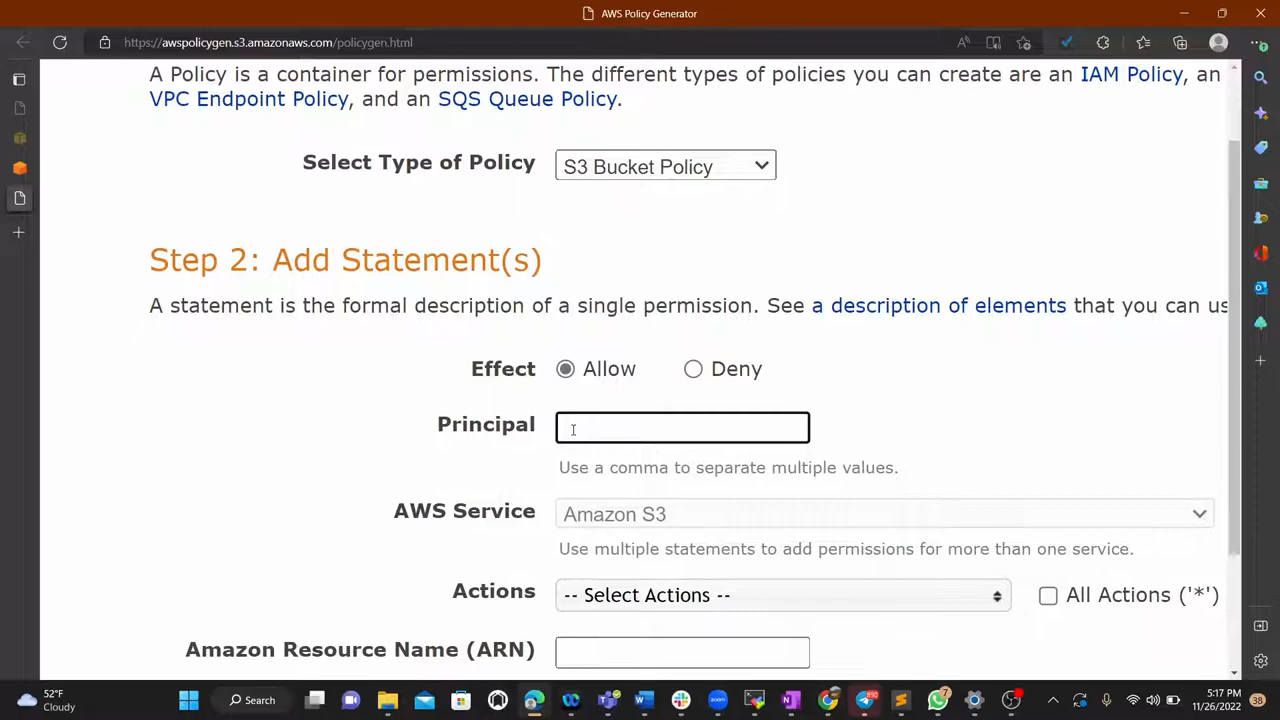 AWS Policy Generator
https://awspolicygen.s3.amazonaws.com/policygen.html
A Policy is a container for permissions. The different types of policies you can create are an IAM Policy, an
VPC Endpoint Policy, and an SQS Queue Policy.
Select Type of Policy S3 Bucket Policy
Step 2: Add Statement(s)
A statement is the formal description of a single permission. See a description of elements that you can us
Effect Allow Deny
Principal
Use a comma to separate multiple values.
AWS Service Amazon S3
Use multiple statements to add permissions for more than one service.
Actions -- Select Actions -- All Actions ('*')
Amazon Resource Name (ARN)
52°F
Cloudy
Search
890
7
5:17 PM
11/26/2022
38